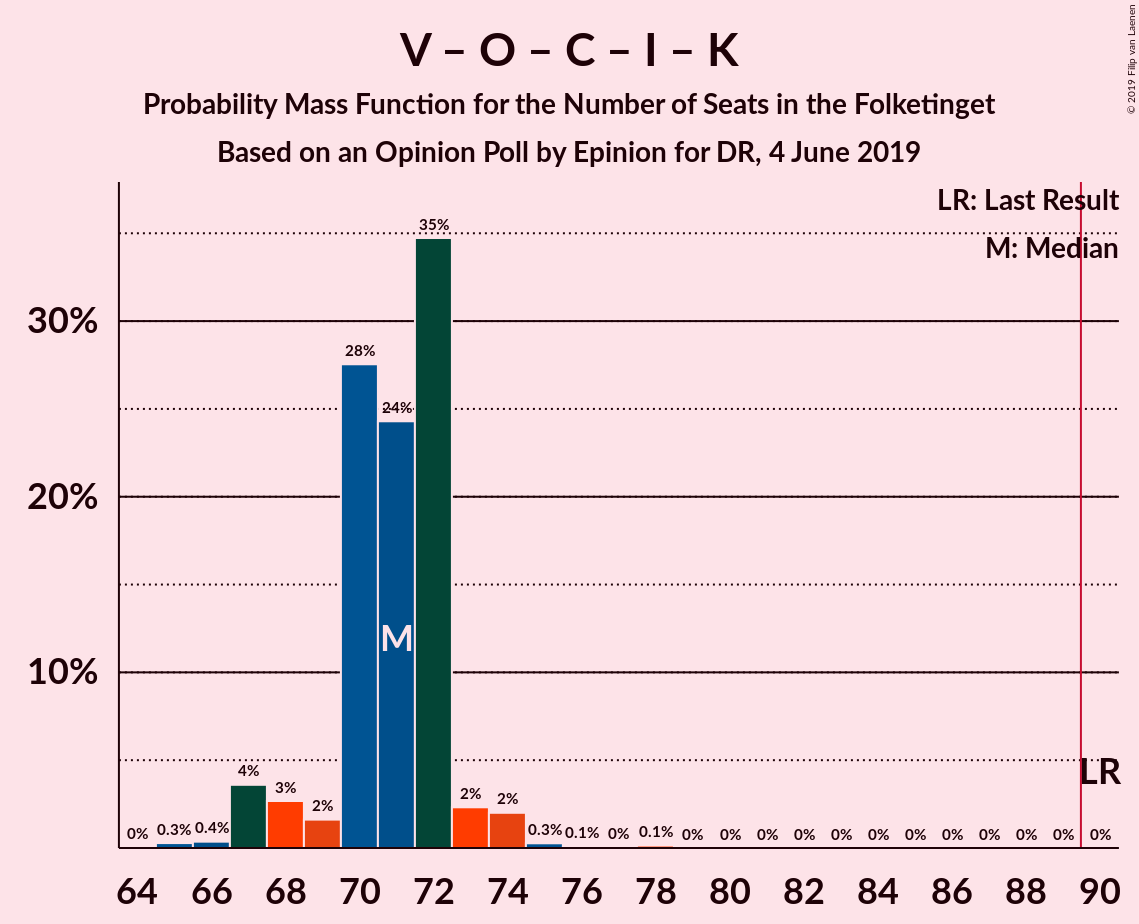 V – O – C – I – K
Probability Mass Function for the Number of Seats in the Folketinget
Based on an Opinion Poll by Epinion for DR, 4 June 2019
© 2019 Filip van Laenen
LR: Last Result
M: Median
35%
30%
28%
24%
20%
M
10%
LR
4%
3%
2%
2%
2%
0% 0.3% 0.4% 0.3% 0.1% 0% 0.1% 0% 0% 0% 0% 0% 0% 0% 0% 0% 0% 0% 0%
64 66 68 70 72 74 76 78 80 82 84 86 88 90